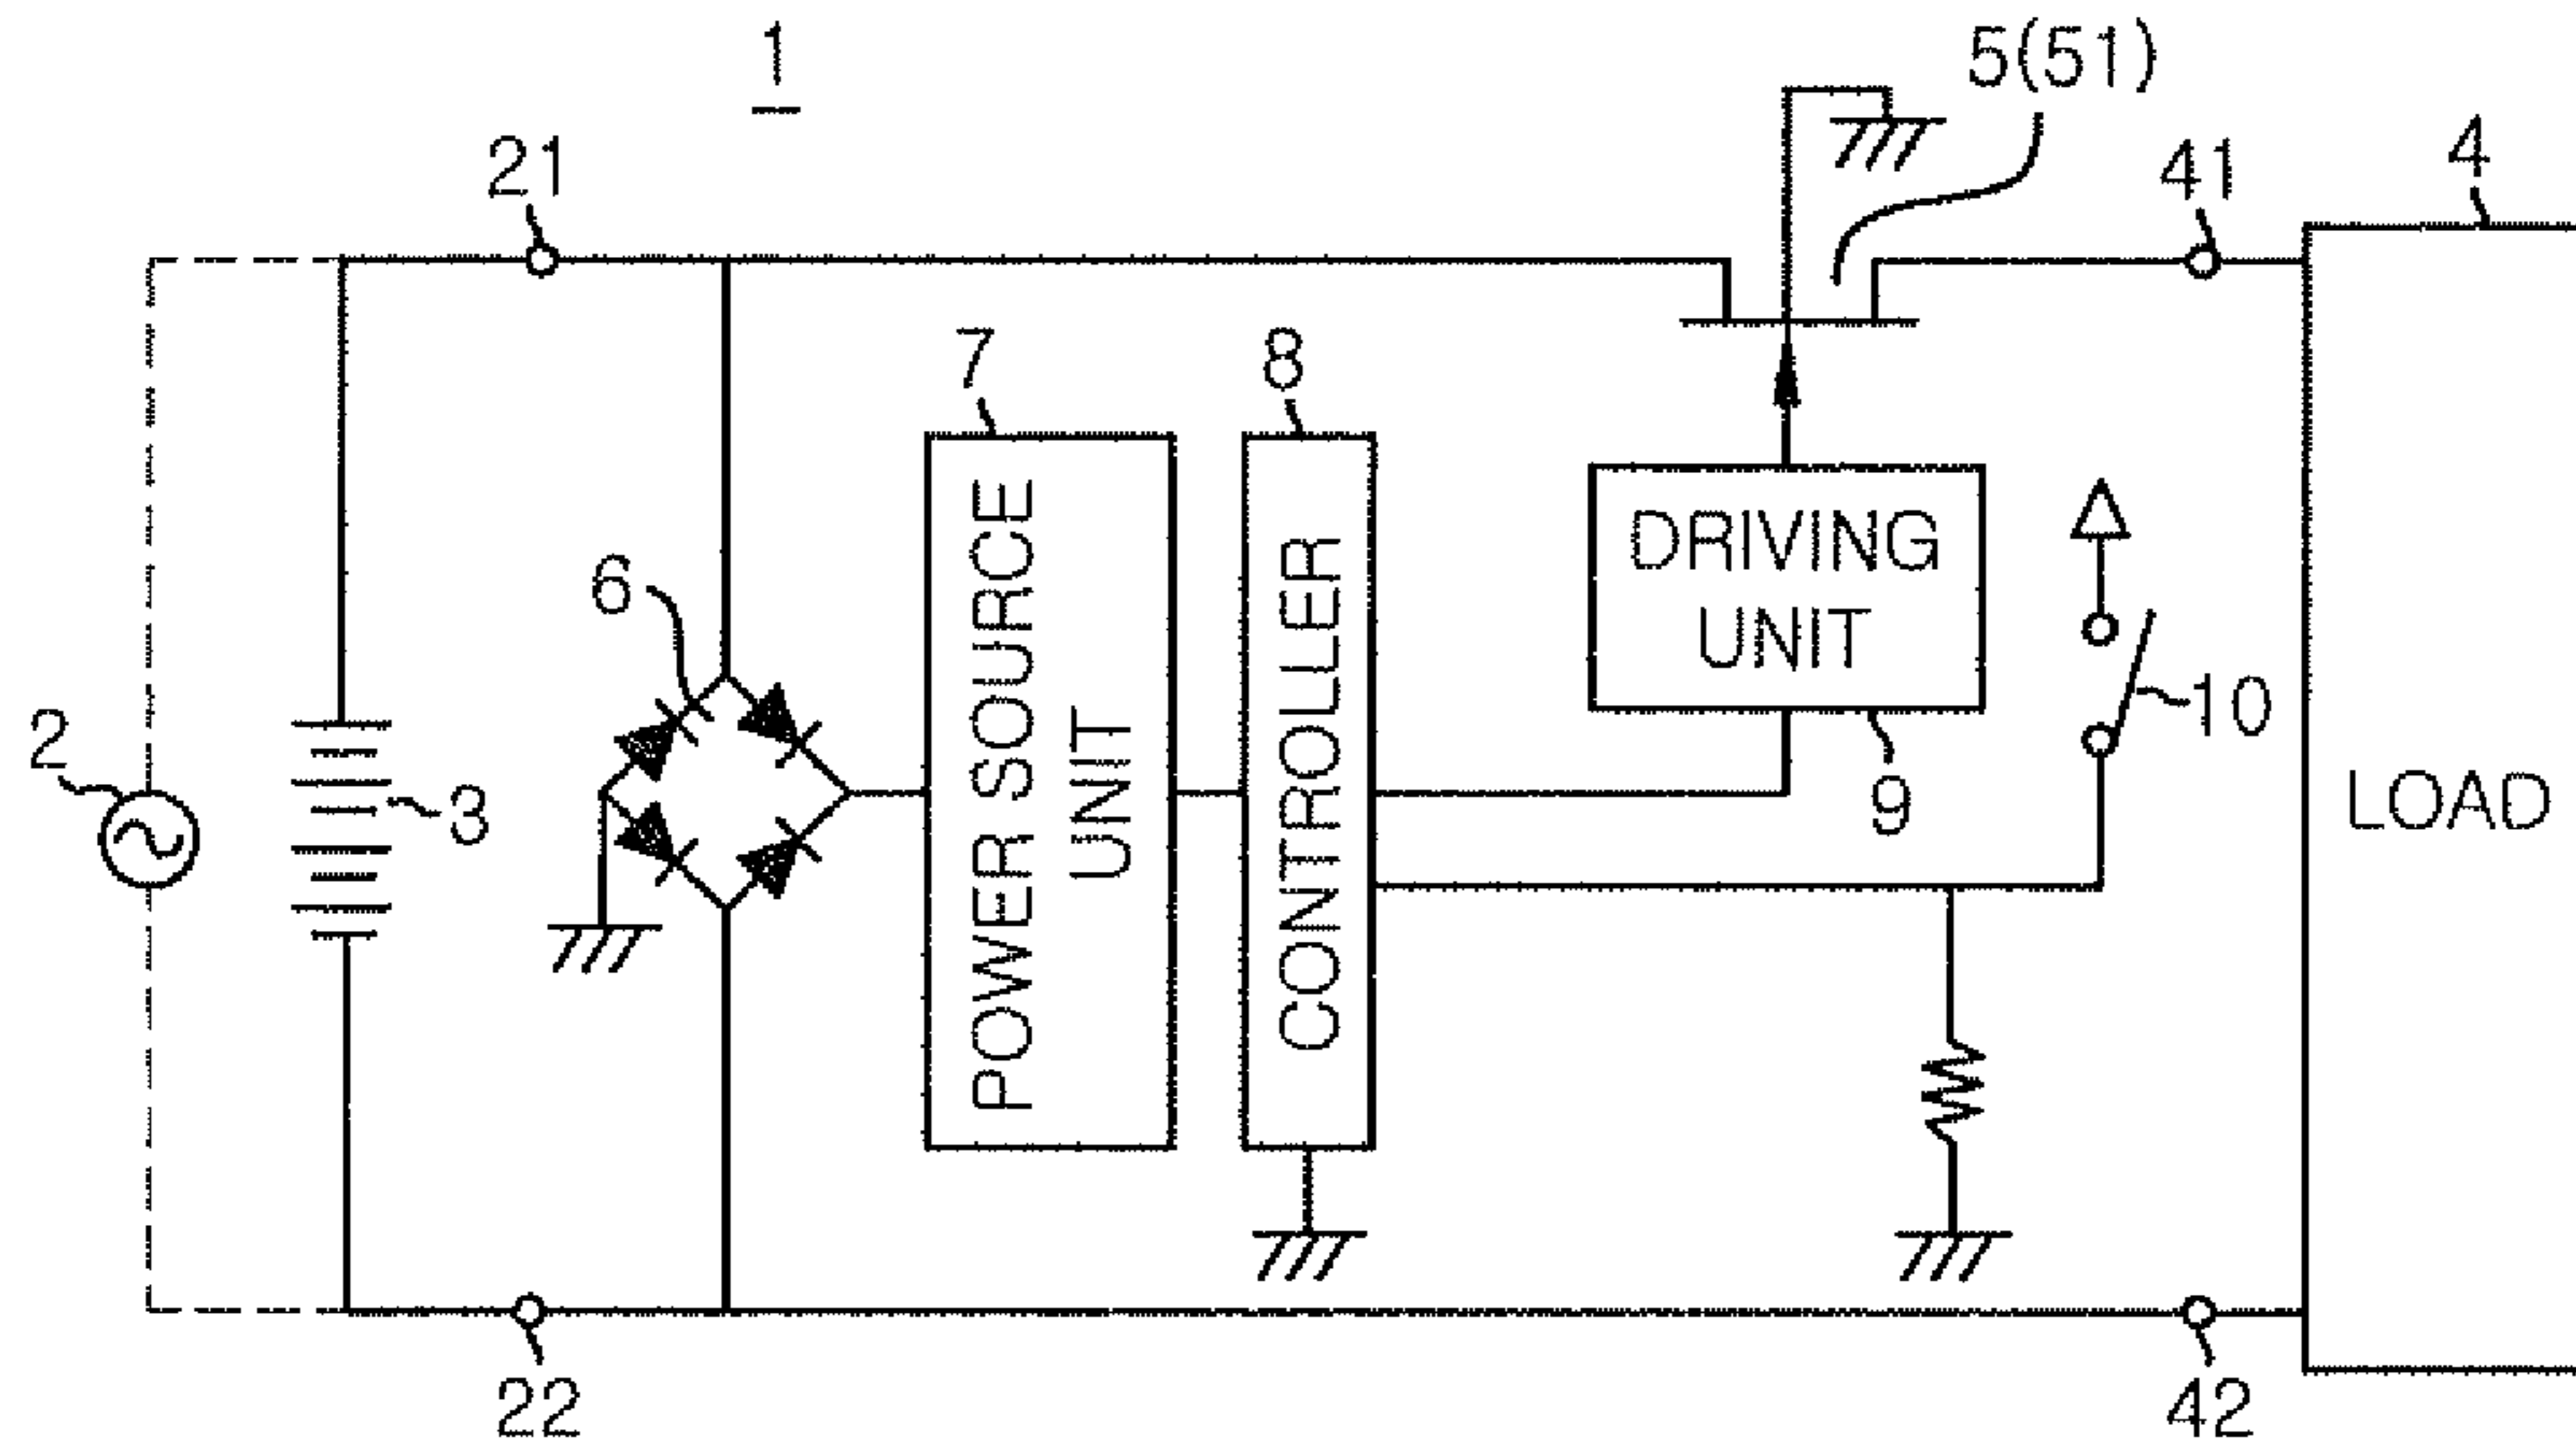 1
5(51)
21
41
4
7
8
6
POWER SOURCE
UNIT
CONTROLLER
DRIVING
UNIT
10
2
3
9
LOAD
22
42